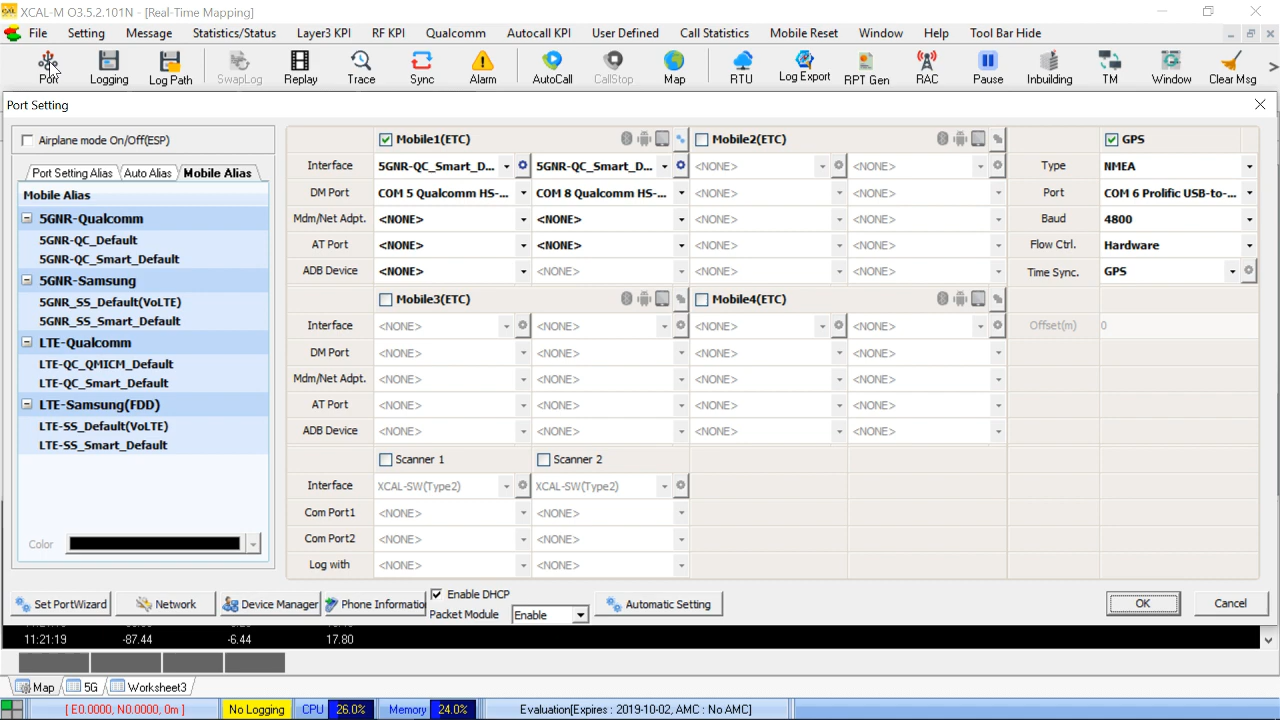 XCAL-M O3.5.2.101N - [Real-Time Mapping]
File Setting Message Statistics/Status Layer3 KPI RF KPI Qualcomm Autocall KPI User Defined Call Statistics Mobile Reset Window Help Tool Bar Hide
Port Logging Log Path SwapLog Replay Trace Sync Alarm AutoCall CallStop Map RTU Log Export RPT Gen RAC Pause Inbuilding TM Window Clear Msg
Port Setting
Airplane mode On/Off(ESP)
Port Setting Alias Auto Alias Mobile Alias
Mobile Alias
5GNR-Qualcomm
5GNR-QC_Default
5GNR-QC_Smart_Default
5GNR-Samsung
5GNR_SS_Default(VoLTE)
5GNR_SS_Smart_Default
LTE-Qualcomm
LTE-QC_QMICM_Default
LTE-QC_Smart_Default
LTE-Samsung(FDD)
LTE-SS_Default(VoLTE)
LTE-SS_Smart_Default
Color
Mobile1(ETC) Mobile2(ETC) GPS
Interface 5GNR-QC_Smart_D... 5GNR-QC_Smart_D... <NONE> <NONE> Type NMEA
DM Port COM 5 Qualcomm HS-... COM 8 Qualcomm HS-... <NONE> <NONE> Port COM 6 Prolific USB-to-...
Mdm/Net Adpt. <NONE> <NONE> <NONE> <NONE> Baud 4800
AT Port <NONE> <NONE> <NONE> <NONE> Flow Ctrl. Hardware
ADB Device <NONE> <NONE> <NONE> <NONE> Time Sync. GPS
Mobile3(ETC) Mobile4(ETC)
Interface <NONE> <NONE> <NONE> <NONE> Offset(m) 0
DM Port <NONE> <NONE> <NONE> <NONE>
Mdm/Net Adpt. <NONE> <NONE> <NONE> <NONE>
AT Port <NONE> <NONE> <NONE> <NONE>
ADB Device <NONE> <NONE> <NONE> <NONE>
Scanner 1 Scanner 2
Interface XCAL-SW(Type2) XCAL-SW(Type2)
Com Port1 <NONE> <NONE>
Com Port2 <NONE> <NONE>
Log with <NONE> <NONE>
Set PortWizard Network Device Manager Phone Informatio Enable DHCP
Packet Module Enable Automatic Setting OK Cancel
11:21:19 -87.44 -6.44 17.80
Map 5G Worksheet3
[ E0.0000, N0.0000, 0m ] No Logging CPU 26.0% Memory 24.0% Evaluation[Expires : 2019-10-02, AMC : No AMC]